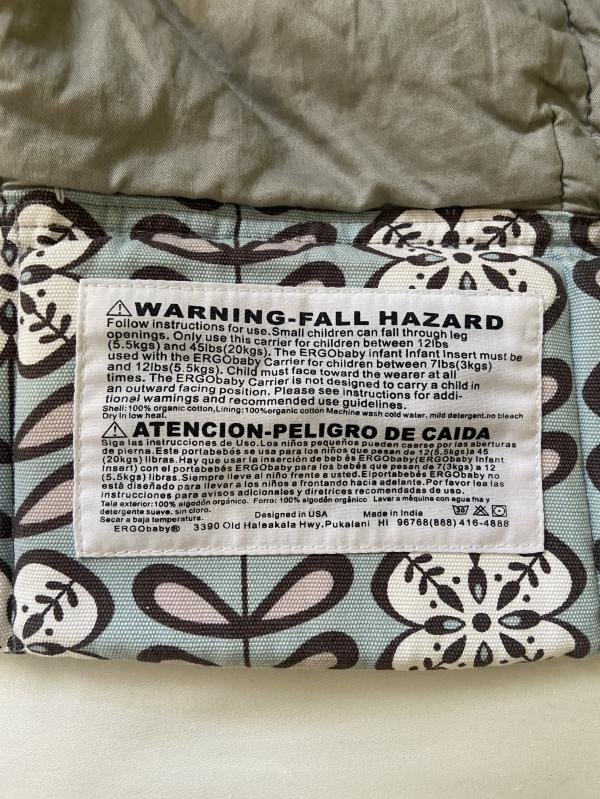 ⚠WARNING-FALL HAZARD
Follow instructions for use.Small children can fall through leg
openings. Only use this carrier for children between 12lbs
(5.5kgs) and 45lbs(20kgs). The ERGObaby infant Infant Insert must be
used with the ERGObaby Carrier for children between 7lbs(3kgs)
and 12lbs(5.5kgs). Child must face toward the wearer at all
times. The ERGObaby Carrier is not designed to carry a child in
an outward facing position. Please see instructions for addi-
tional warnings and recommended use guidelines.
Shell:100% organic cotton,Lining:100%organic cotton Machine wash cold water. mild detergent.no bleach
Dry in low heat.
⚠ATENCION-PELIGRO DE CAIDA
Siga las instrucciones de Uso.Los niños pequeños pueden caerse por las aberturas
de pierna.Este portabebés se usa para los niños que pesan de 12(5.5kgs)a 45
(20kgs) libras. Hay que usar la inserción de bebés ERGObaby(ERGObaby Infant
Insert) con el portabebés ERGObaby para los bebés que pesan de 7(3kgs) a 12
(5.5kgs) libras.Siempre lleve al niño frente a usted.Elportabebés ERGObaby no
está diseñado para llevar a los niños a frontando hacia adelante.Por favor lea las
instrucciones para avisos adicionales y diretrices recomendadas de uso.
Tala exterior:100% algodón orgánico. Forro: 100% algodón orgánico Lavar a mêquina con agua fna y
detergente suave. sin cloro.
Designed in USA Made in India 30
Secar a baja temperatura.
ERGObaby® 3390 Old Haleakala Hwy.Pukalani HI 96768(888) 416-4888